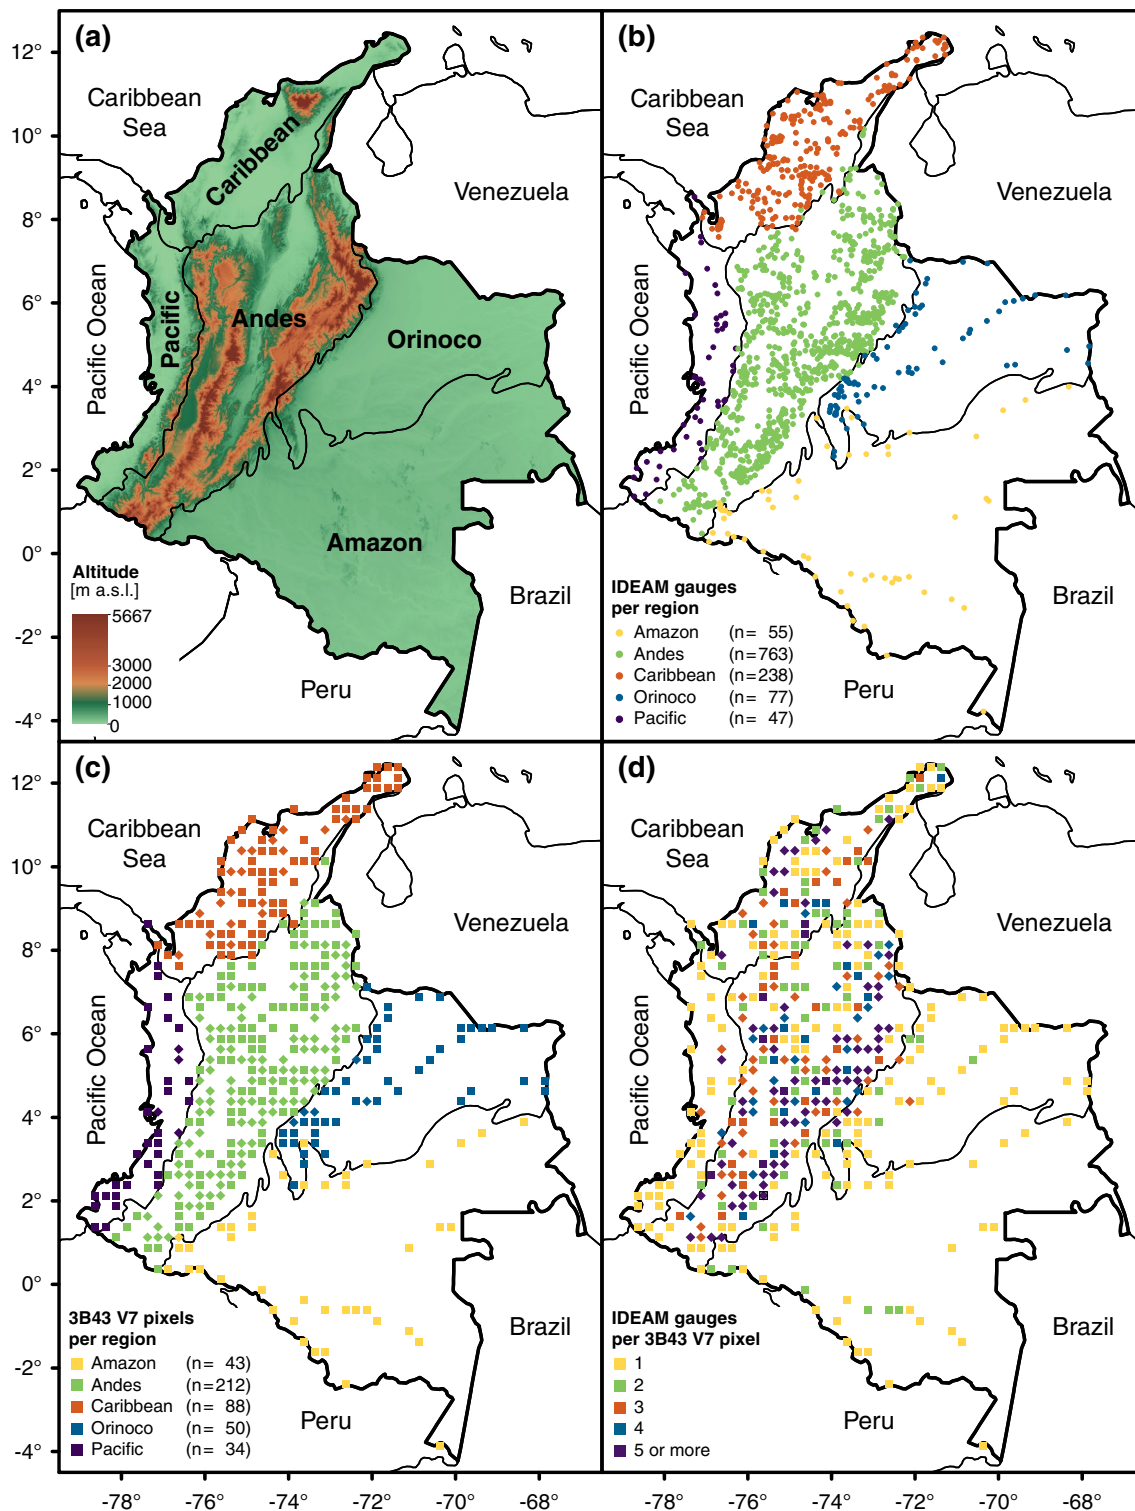 (a)
12°
10°
8°
6°
4°
2°
0°
-2°
-4°
Caribbean
Sea
Caribbean
Venezuela
Pacific Ocean
Pacific
Andes
Orinoco
Amazon
Altitude
[m a.s.l.]
5667
3000
2000
1000
0
Brazil
Peru
(b)
Caribbean
Sea
Venezuela
Pacific Ocean
Brazil
IDEAM gauges
per region
Amazon (n= 55)
Andes (n=763)
Caribbean (n=238)
Orinoco (n= 77)
Pacific (n= 47)
Peru
(c)
12°
10°
8°
6°
4°
2°
0°
-2°
-4°
Caribbean
Sea
Venezuela
Pacific Ocean
Brazil
3B43 V7 pixels
per region
Amazon (n= 43)
Andes (n=212)
Caribbean (n= 88)
Orinoco (n= 50)
Pacific (n= 34)
Peru
-78° -76° -74° -72° -70° -68°
(d)
Caribbean
Sea
Venezuela
Pacific Ocean
Brazil
IDEAM gauges
per 3B43 V7 pixel
1
2
3
4
5 or more
Peru
-78° -76° -74° -72° -70° -68°